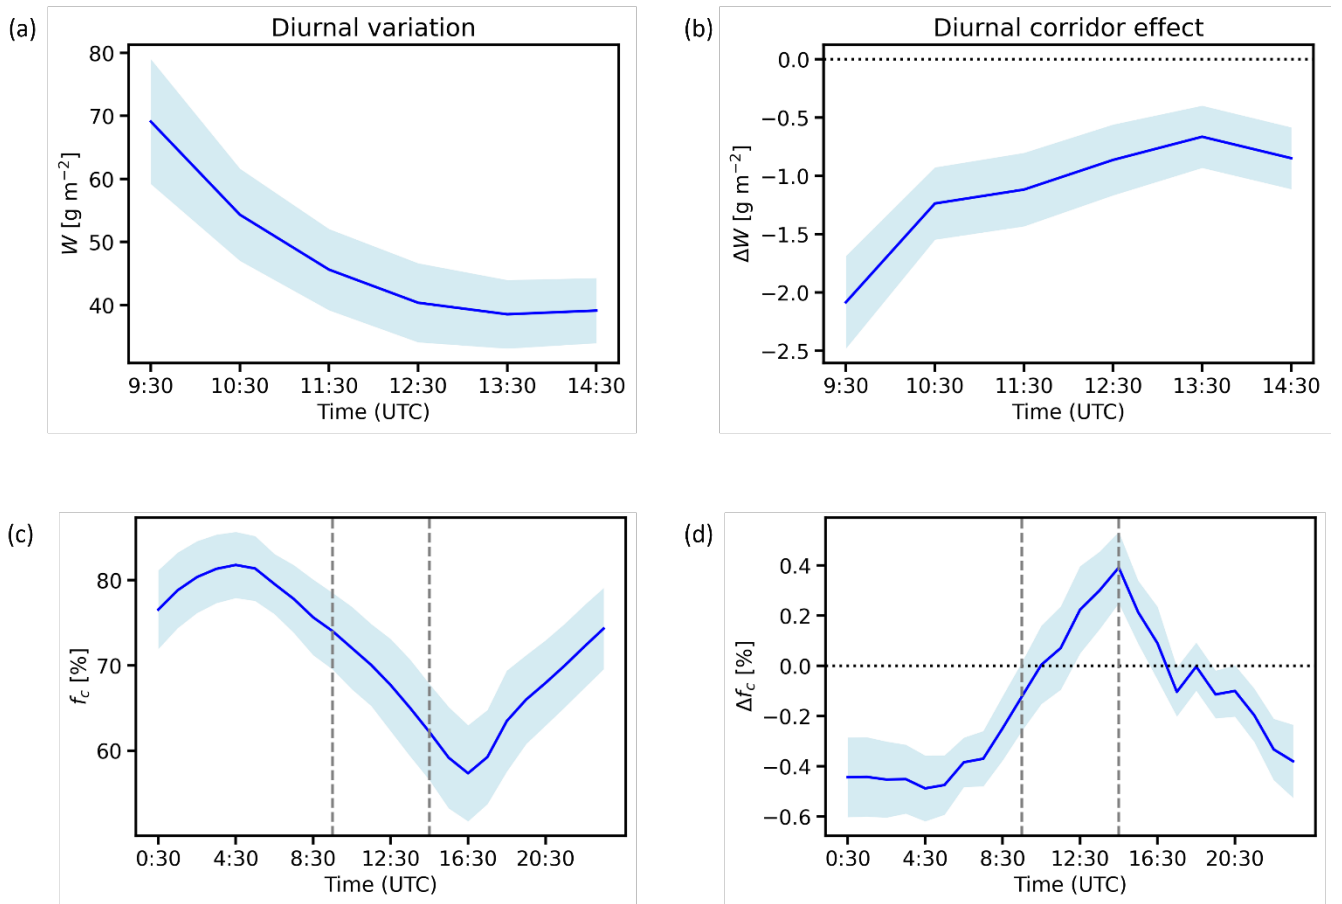 (a)
Diurnal variation
80
70
60
50
40
W [g m⁻²]
9:30 10:30 11:30 12:30 13:30 14:30
Time (UTC)
(b)
Diurnal corridor effect
0.0
−0.5
−1.0
−1.5
−2.0
−2.5
ΔW [g m⁻²]
9:30 10:30 11:30 12:30 13:30 14:30
Time (UTC)
(c)
80
70
60
f_c [%]
0:30 4:30 8:30 12:30 16:30 20:30
Time (UTC)
(d)
0.4
0.2
0.0
−0.2
−0.4
−0.6
Δf_c [%]
0:30 4:30 8:30 12:30 16:30 20:30
Time (UTC)